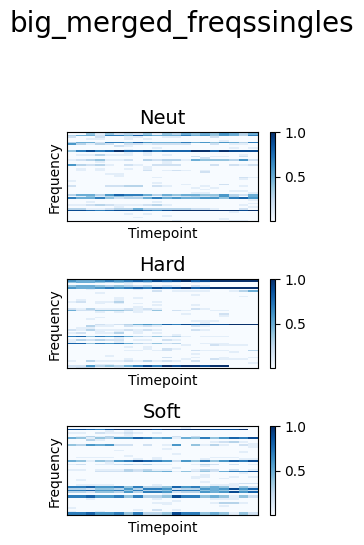 big_merged_freqssingles
Neut
1.0
0.5
Frequency
Timepoint
Hard
1.0
0.5
Frequency
Timepoint
Soft
1.0
0.5
Frequency
Timepoint